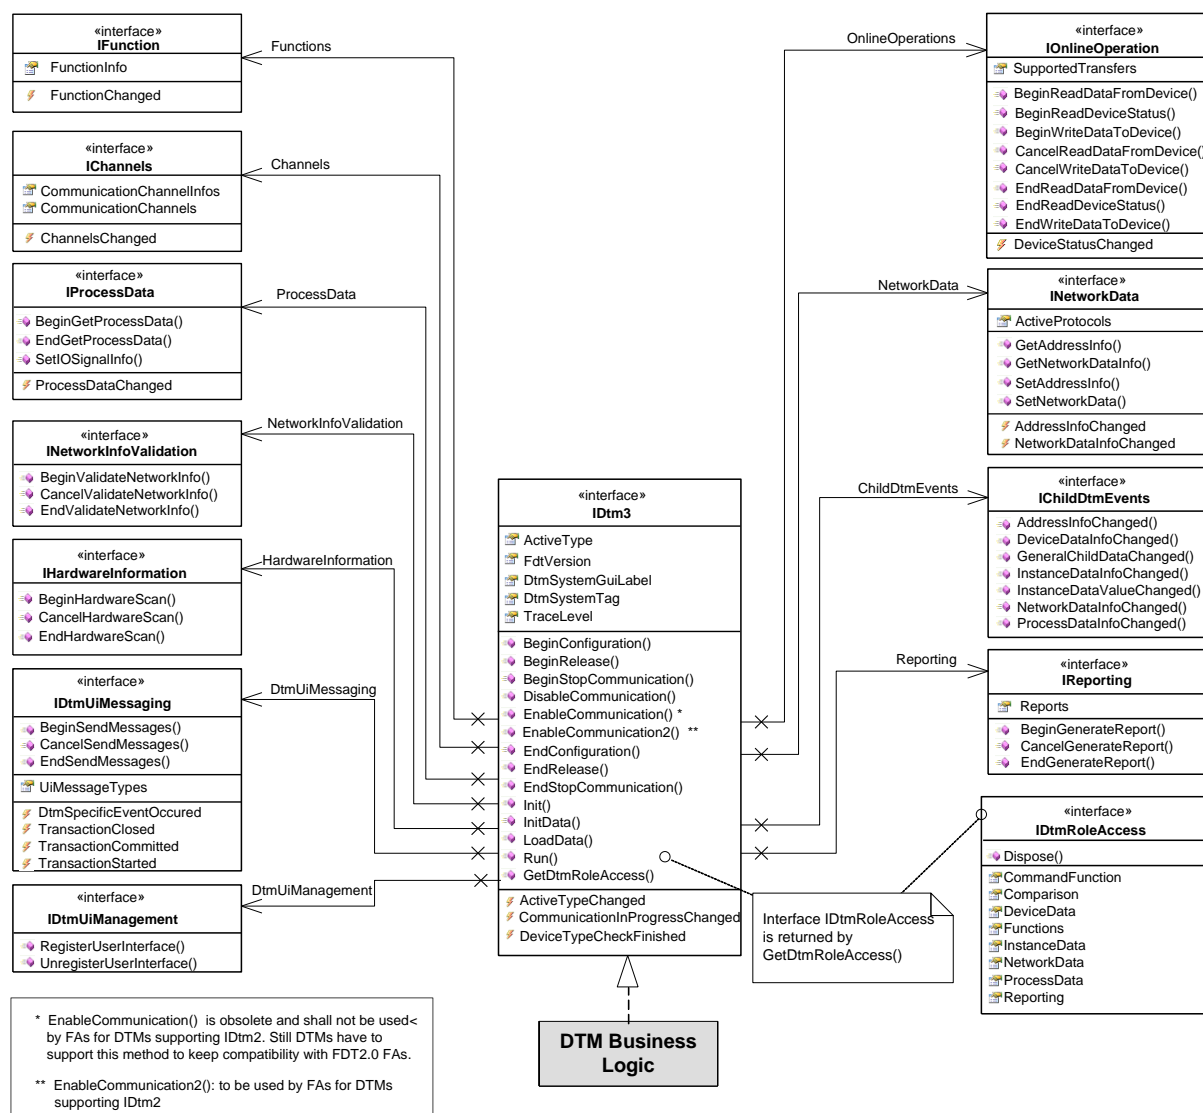 «interface»
IFunction
FunctionInfo
FunctionChanged
Functions
«interface»
IChannels
CommunicationChannelInfos
CommunicationChannels
ChannelsChanged
Channels
«interface»
IProcessData
BeginGetProcessData()
EndGetProcessData()
SetIOSignalInfo()
ProcessDataChanged
ProcessData
«interface»
INetworkInfoValidation
BeginValidateNetworkInfo()
CancelValidateNetworkInfo()
EndValidateNetworkInfo()
NetworkInfoValidation
«interface»
IHardwareInformation
BeginHardwareScan()
CancelHardwareScan()
EndHardwareScan()
HardwareInformation
«interface»
IDtmUiMessaging
BeginSendMessages()
CancelSendMessages()
EndSendMessages()
UiMessageTypes
DtmSpecificEventOccured
TransactionClosed
TransactionCommitted
TransactionStarted
DtmUiMessaging
«interface»
IDtmUiManagement
RegisterUserInterface()
UnregisterUserInterface()
DtmUiManagement
«interface»
IDtm3
ActiveType
FdtVersion
DtmSystemGuiLabel
DtmSystemTag
TraceLevel
BeginConfiguration()
BeginRelease()
BeginStopCommunication()
DisableCommunication()
EnableCommunication() *
EnableCommunication2() **
EndConfiguration()
EndRelease()
EndStopCommunication()
Init()
InitData()
LoadData()
Run()
GetDtmRoleAccess()
ActiveTypeChanged
CommunicationInProgressChanged
DeviceTypeCheckFinished
DTM Business
Logic
OnlineOperations
«interface»
IOnlineOperation
SupportedTransfers
BeginReadDataFromDevice()
BeginReadDeviceStatus()
BeginWriteDataToDevice()
CancelReadDataFromDevice()
CancelWriteDataToDevice()
EndReadDataFromDevice()
EndReadDeviceStatus()
EndWriteDataToDevice()
DeviceStatusChanged
NetworkData
«interface»
INetworkData
ActiveProtocols
GetAddressInfo()
GetNetworkDataInfo()
SetAddressInfo()
SetNetworkData()
AddressInfoChanged
NetworkDataInfoChanged
ChildDtmEvents
«interface»
IChildDtmEvents
AddressInfoChanged()
DeviceDataInfoChanged()
GeneralChildDataChanged()
InstanceDataInfoChanged()
InstanceDataValueChanged()
NetworkDataInfoChanged()
ProcessDataInfoChanged()
Reporting
«interface»
IReporting
Reports
BeginGenerateReport()
CancelGenerateReport()
EndGenerateReport()
«interface»
IDtmRoleAccess
Dispose()
CommandFunction
Comparison
DeviceData
Functions
InstanceData
NetworkData
ProcessData
Reporting
Interface IDtmRoleAccess
is returned by
GetDtmRoleAccess()
* EnableCommunication() is obsolete and shall not be used<
by FAs for DTMs supporting IDtm2. Still DTMs have to
support this method to keep compatibility with FDT2.0 FAs.
** EnableCommunication2(): to be used by FAs for DTMs
supporting IDtm2